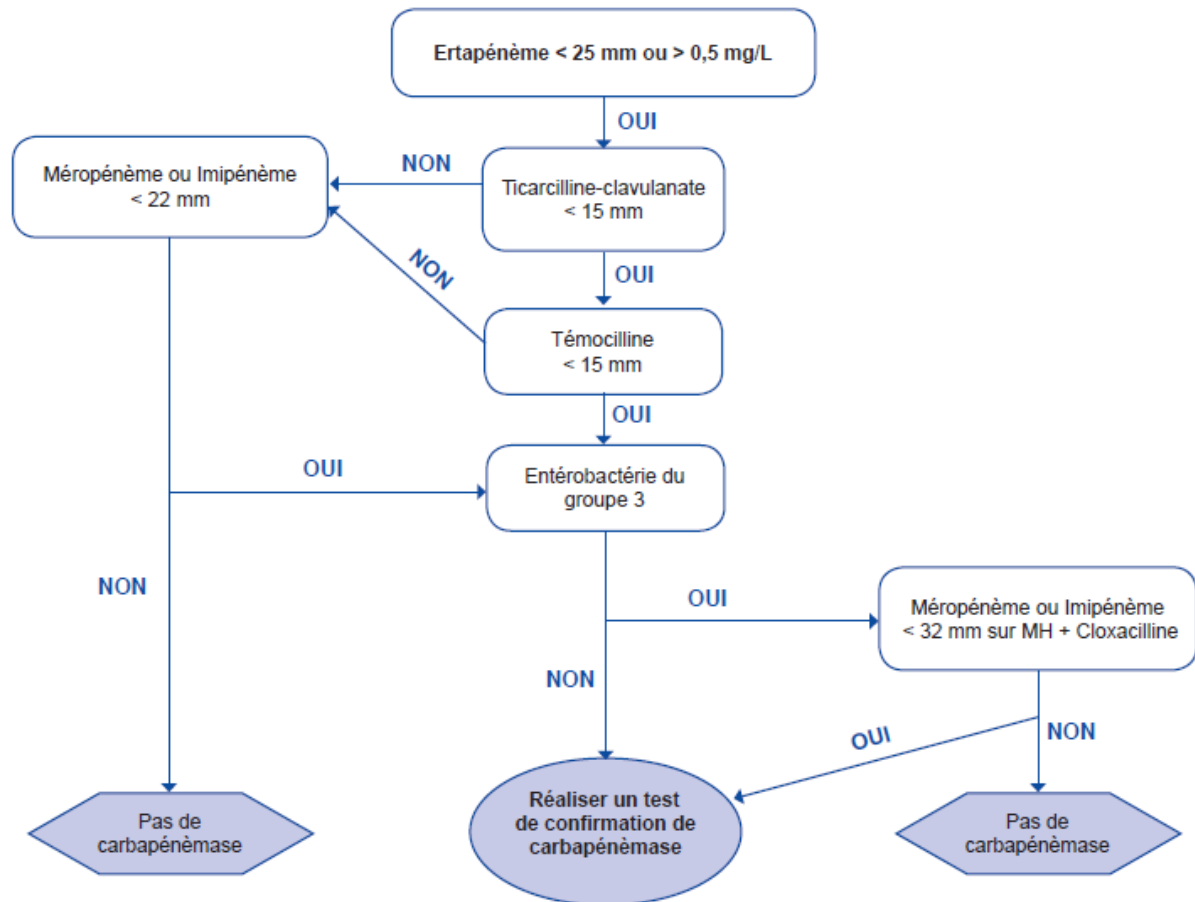 Ertapénème < 25 mm ou > 0,5 mg/L
OUI
NON
Méropénème ou Imipénème
< 22 mm
Ticarcilline-clavulanate
< 15 mm
NON
OUI
Témocilline
< 15 mm
OUI
OUI
Entérobactérie du
groupe 3
NON
OUI
Méropénème ou Imipénème
< 32 mm sur MH + Cloxacilline
NON
OUI
NON
Pas de
carbapénèmase
Réaliser un test
de confirmation de
carbapénèmase
Pas de
carbapénèmase